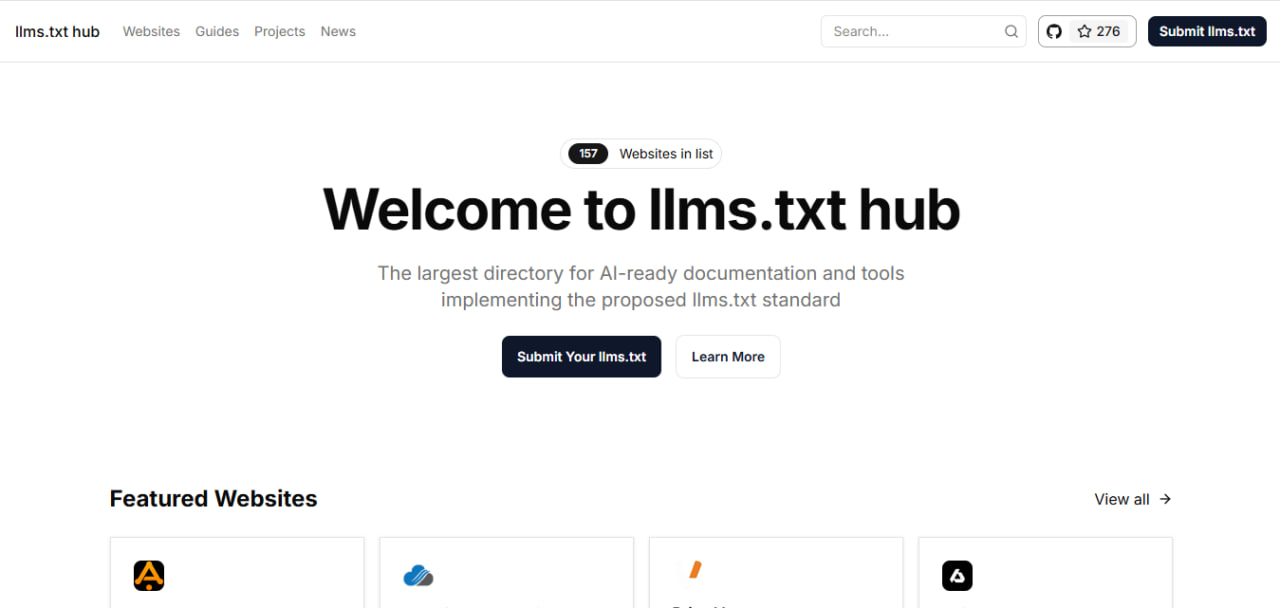 llms.txt hub
Websites
Guides
Projects
News
Search...
276
Submit llms.txt
157 Websites in list
Welcome to llms.txt hub
The largest directory for AI-ready documentation and tools
implementing the proposed llms.txt standard
Submit Your llms.txt
Learn More
Featured Websites
View all